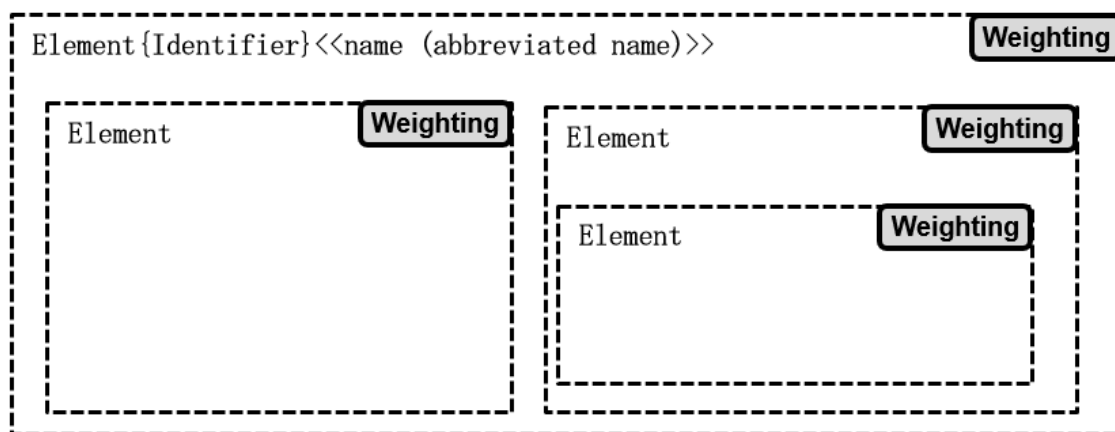 Element{Identifier}<<name (abbreviated name)>>
Weighting
Element
Weighting
Element
Weighting
Element
Weighting